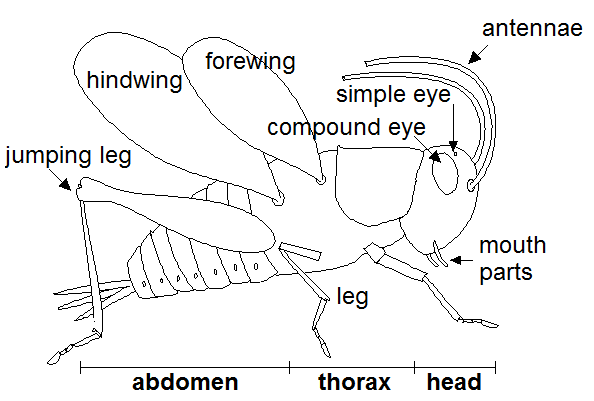 antennae
forewing
hindwing
simple eye
compound eye
jumping leg
mouth
parts
leg
abdomen thorax head